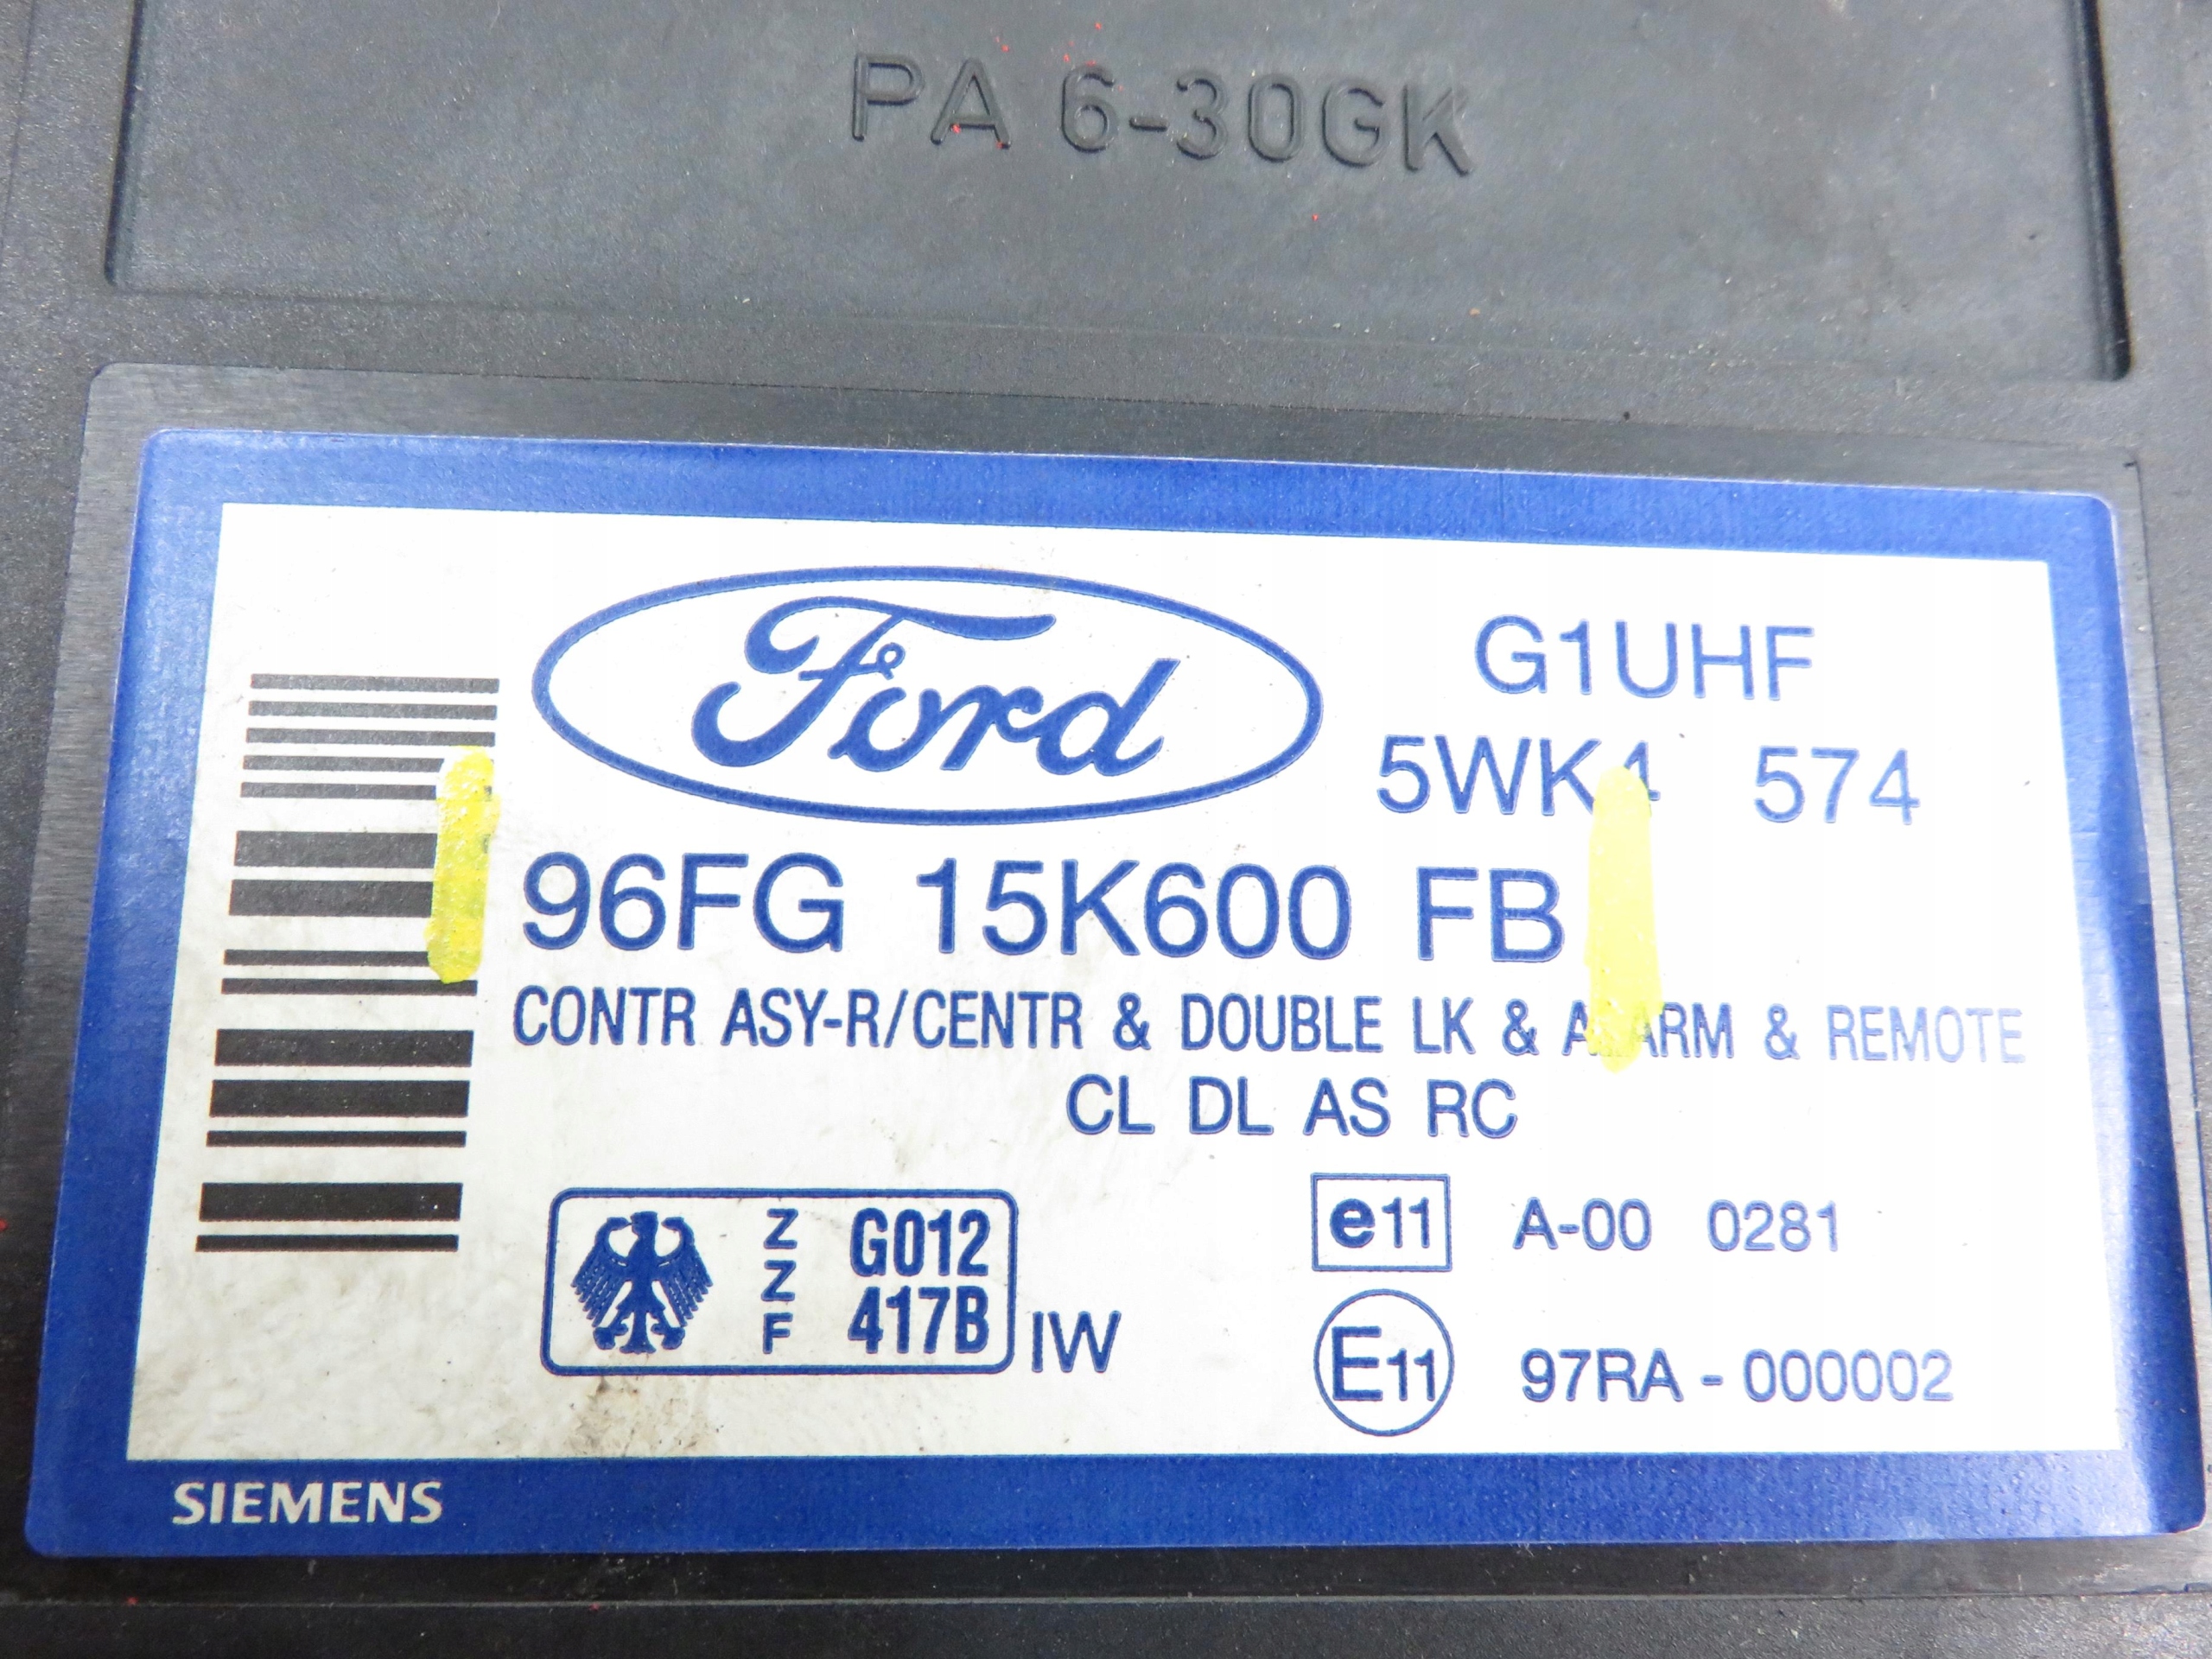 PA 6-30GK
Ford
G1UHF
5WK4 574
96FG 15K600 FB
CONTR ASY-R/CENTR & DOUBLE LK & ALARM & REMOTE
CL DL AS RC
Z Z F
G012
417B
IW
e11 A-00 0281
E11 97RA - 000002
SIEMENS